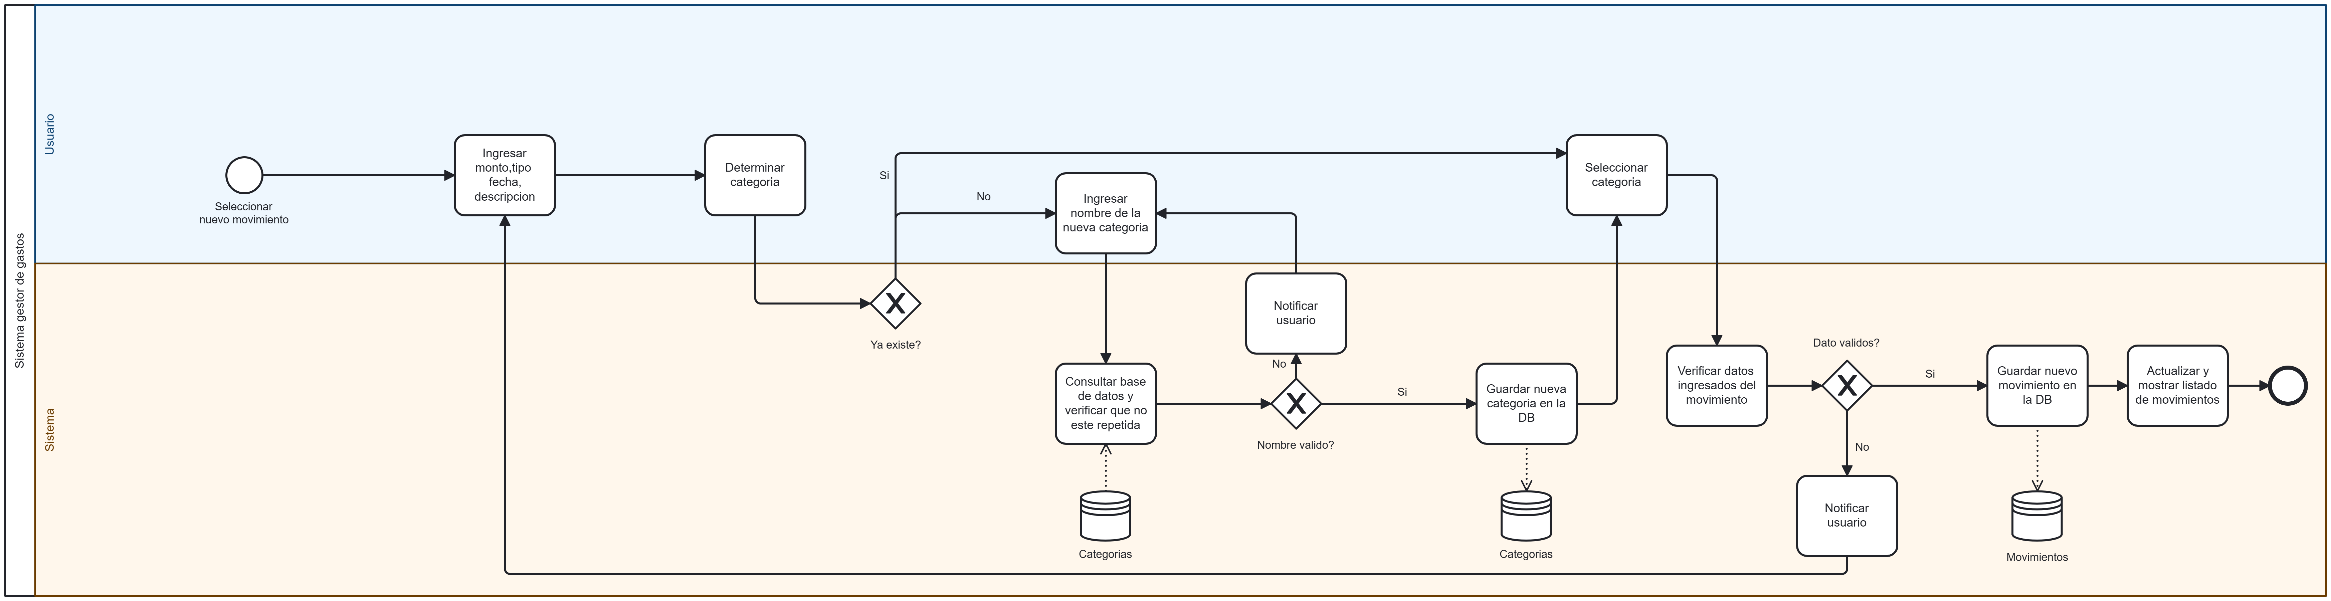 Sistema gestor de gastos
Usuario
Seleccionar
nuevo movimiento
Ingresar
monto,tipo
fecha,
descripcion
Determinar
categoria
Si
No
Ingresar
nombre de la
nueva categoria
Seleccionar
categoria
Sistema
Ya existe?
Notificar
usuario
No
Consultar base
de datos y
verificar que no
este repetida
Nombre valido?
Si
Guardar nueva
categoria en la
DB
Categorias
Categorias
Verificar datos
ingresados del
movimiento
Dato validos?
Si
No
Notificar
usuario
Guardar nuevo
movimiento en
la DB
Movimientos
Actualizar y
mostrar listado
de movimientos